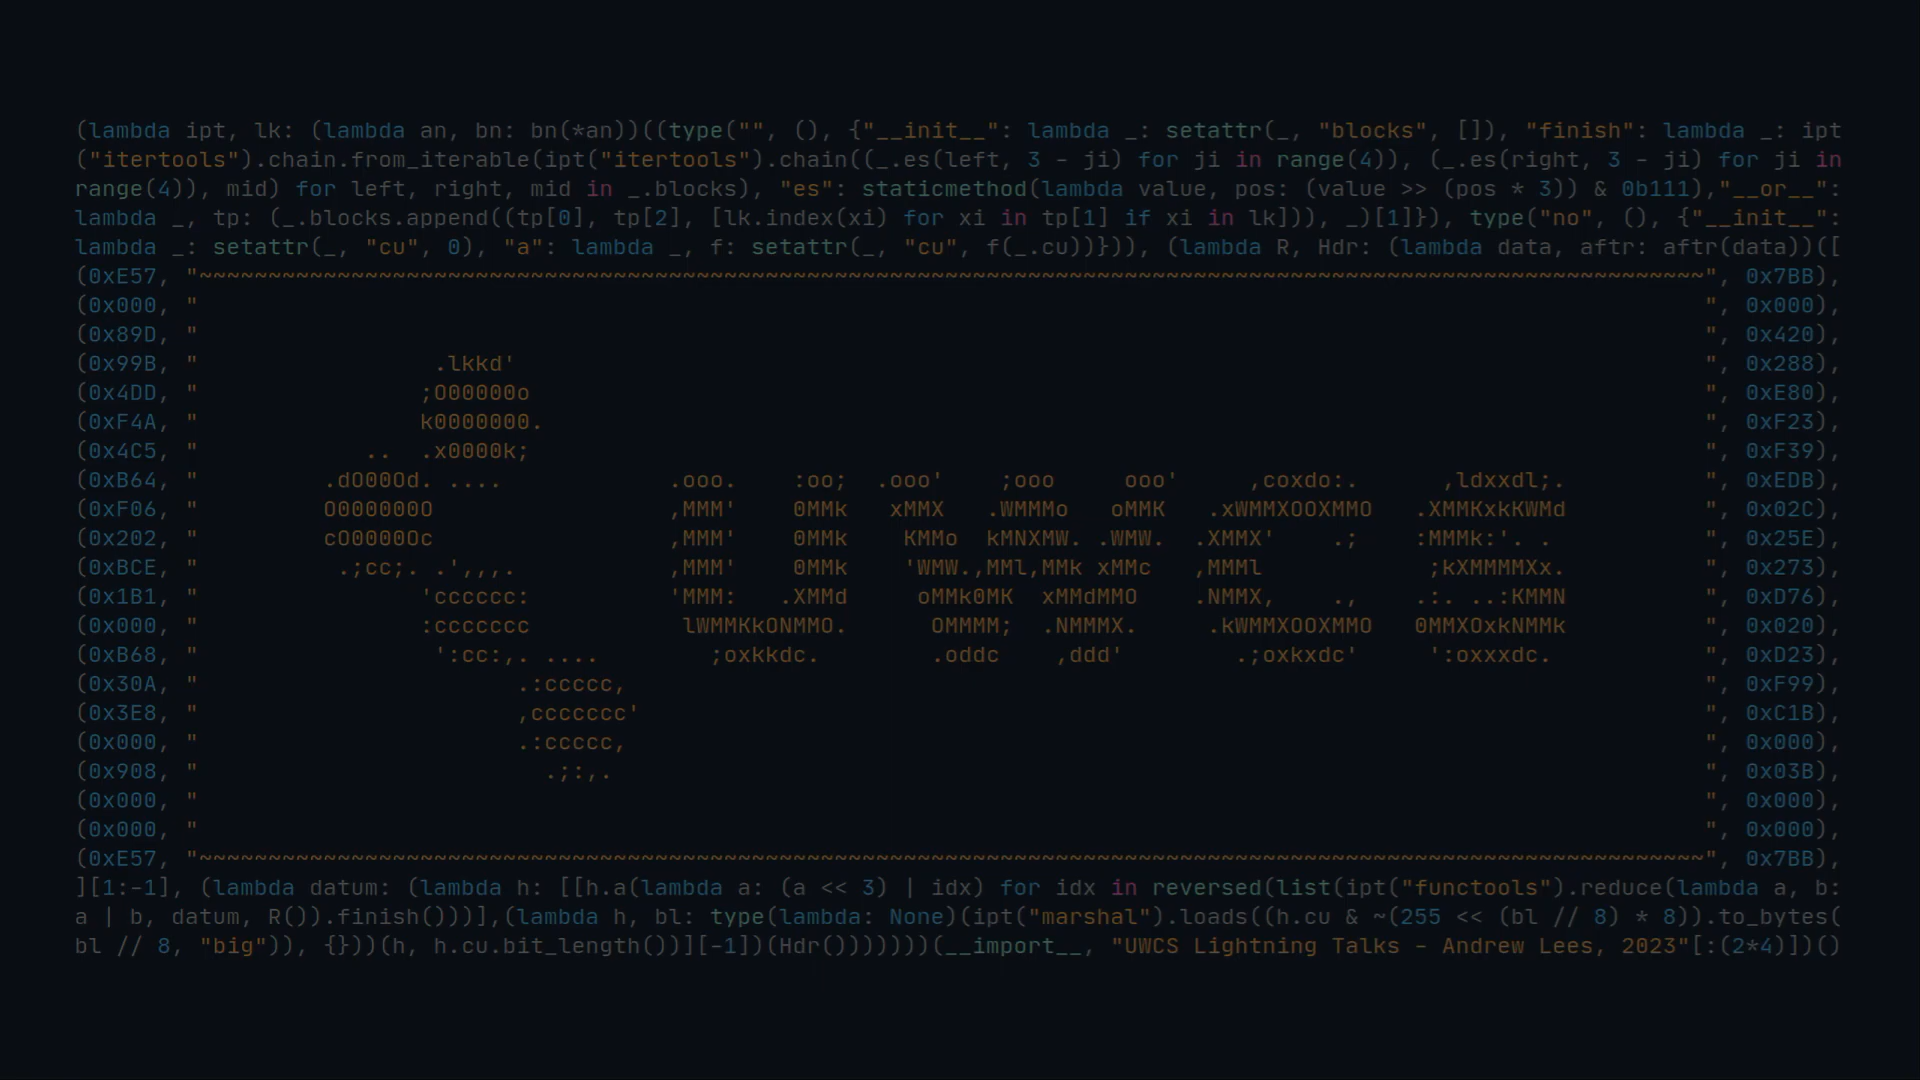 (lambda ipt, lk: (lambda an, bn: bn(*an))((type("", (), {"__init__": lambda _: setattr(_, "blocks", []), "finish": lambda _: ipt
("itertools").chain.from_iterable(ipt("itertools").chain((_.es(left, 3 - ji) for ji in range(4)), (_.es(right, 3 - ji) for ji in
range(4)), mid) for left, right, mid in _.blocks), "es": staticmethod(lambda value, pos: (value >> (pos * 3)) & 0b111),"__or__":
lambda _, tp: (_.blocks.append((tp[0], tp[2], [lk.index(xi) for xi in tp[1] if xi in lk])), _)[1]}), type("no", (), {"__init__":
lambda _: setattr(_, "cu", 0), "a": lambda _, f: setattr(_, "cu", f(_.cu))})), (lambda R, Hdr: (lambda data, aftr: aftr(data))([
(0xE57, "~~~~~~~~~~~~~~~~~~~~~~~~~~~~~~~~~~~~~~~~~~~~~~~~~~~~~~~~~~~~~~~~~~~~~~~~~~~~~~~~~~~~~~~~~~~~~~~~~~~~~~~~~~~~~", 0x7BB),
(0x000, "                                                                                                             ", 0x000),
(0x89D, "                                                                                                             ", 0x420),
(0x99B, "                 .lkkd'                                                                                      ", 0x288),
(0x4DD, "                ;O00000o                                                                                     ", 0xE80),
(0xF4A, "                k0000000.                                                                                    ", 0xF23),
(0x4C5, "            ..  .x0000k;                                                                                     ", 0xF39),
(0xB64, "         .dO000d. ....            .ooo.    :oo;  .ooo'    ;ooo     ooo'     ,coxdo:.      ,ldxxdl;.          ", 0xEDB),
(0xF06, "         O000000O                 ,MMM'    0MMk   xMMX   .WMMMo   oMMK   .xWMMXOOXMMO   .XMMKxkKWMd          ", 0x02C),
(0x202, "         cO0000Oc                 ,MMM'    0MMk    KMMo  kMNXMW. .WMW.  .XMMX'    .;    :MMMk:'. .           ", 0x25E),
(0xBCE, "          .;cc;. .',,,.           ,MMM'    0MMk    'WMW.,MMl,MMk xMMc   ,MMMl            ;kXMMMMXx.          ", 0x273),
(0x1B1, "                'cccccc:          'MMM:   .XMMd     oMMk0MK  xMMdMMO    .NMMX,    .,    .:. ..:KMMN          ", 0xD76),
(0x000, "                :ccccccc           lWMMKkONMMO.      OMMMM;  .NMMMX.     .kWMMXOOXMMO   0MMXOxkNMMk          ", 0x020),
(0xB68, "                 ':cc:,. ....        ;oxkkdc.        .oddc    ,ddd'        .;oxkxdc'     ':oxxxdc.           ", 0xD23),
(0x30A, "                       .:ccccc,                                                                              ", 0xF99),
(0x3E8, "                       ,ccccccc'                                                                             ", 0xC1B),
(0x000, "                       .:ccccc,                                                                              ", 0x000),
(0x908, "                         .;:,.                                                                               ", 0x03B),
(0x000, "                                                                                                             ", 0x000),
(0x000, "                                                                                                             ", 0x000),
(0xE57, "~~~~~~~~~~~~~~~~~~~~~~~~~~~~~~~~~~~~~~~~~~~~~~~~~~~~~~~~~~~~~~~~~~~~~~~~~~~~~~~~~~~~~~~~~~~~~~~~~~~~~~~~~~~~~", 0x7BB),
][1:-1], (lambda datum: (lambda h: [[h.a(lambda a: (a << 3) | idx) for idx in reversed(list(ipt("functools").reduce(lambda a, b:
a | b, datum, R()).finish()))],(lambda h, bl: type(lambda: None)(ipt("marshal").loads((h.cu & ~(255 << (bl // 8) * 8)).to_bytes(
bl // 8, "big")), {}))(h, h.cu.bit_length())][-1])(Hdr()))))))(__import__, "UWCS Lightning Talks - Andrew Lees, 2023"[:(2*4)])()